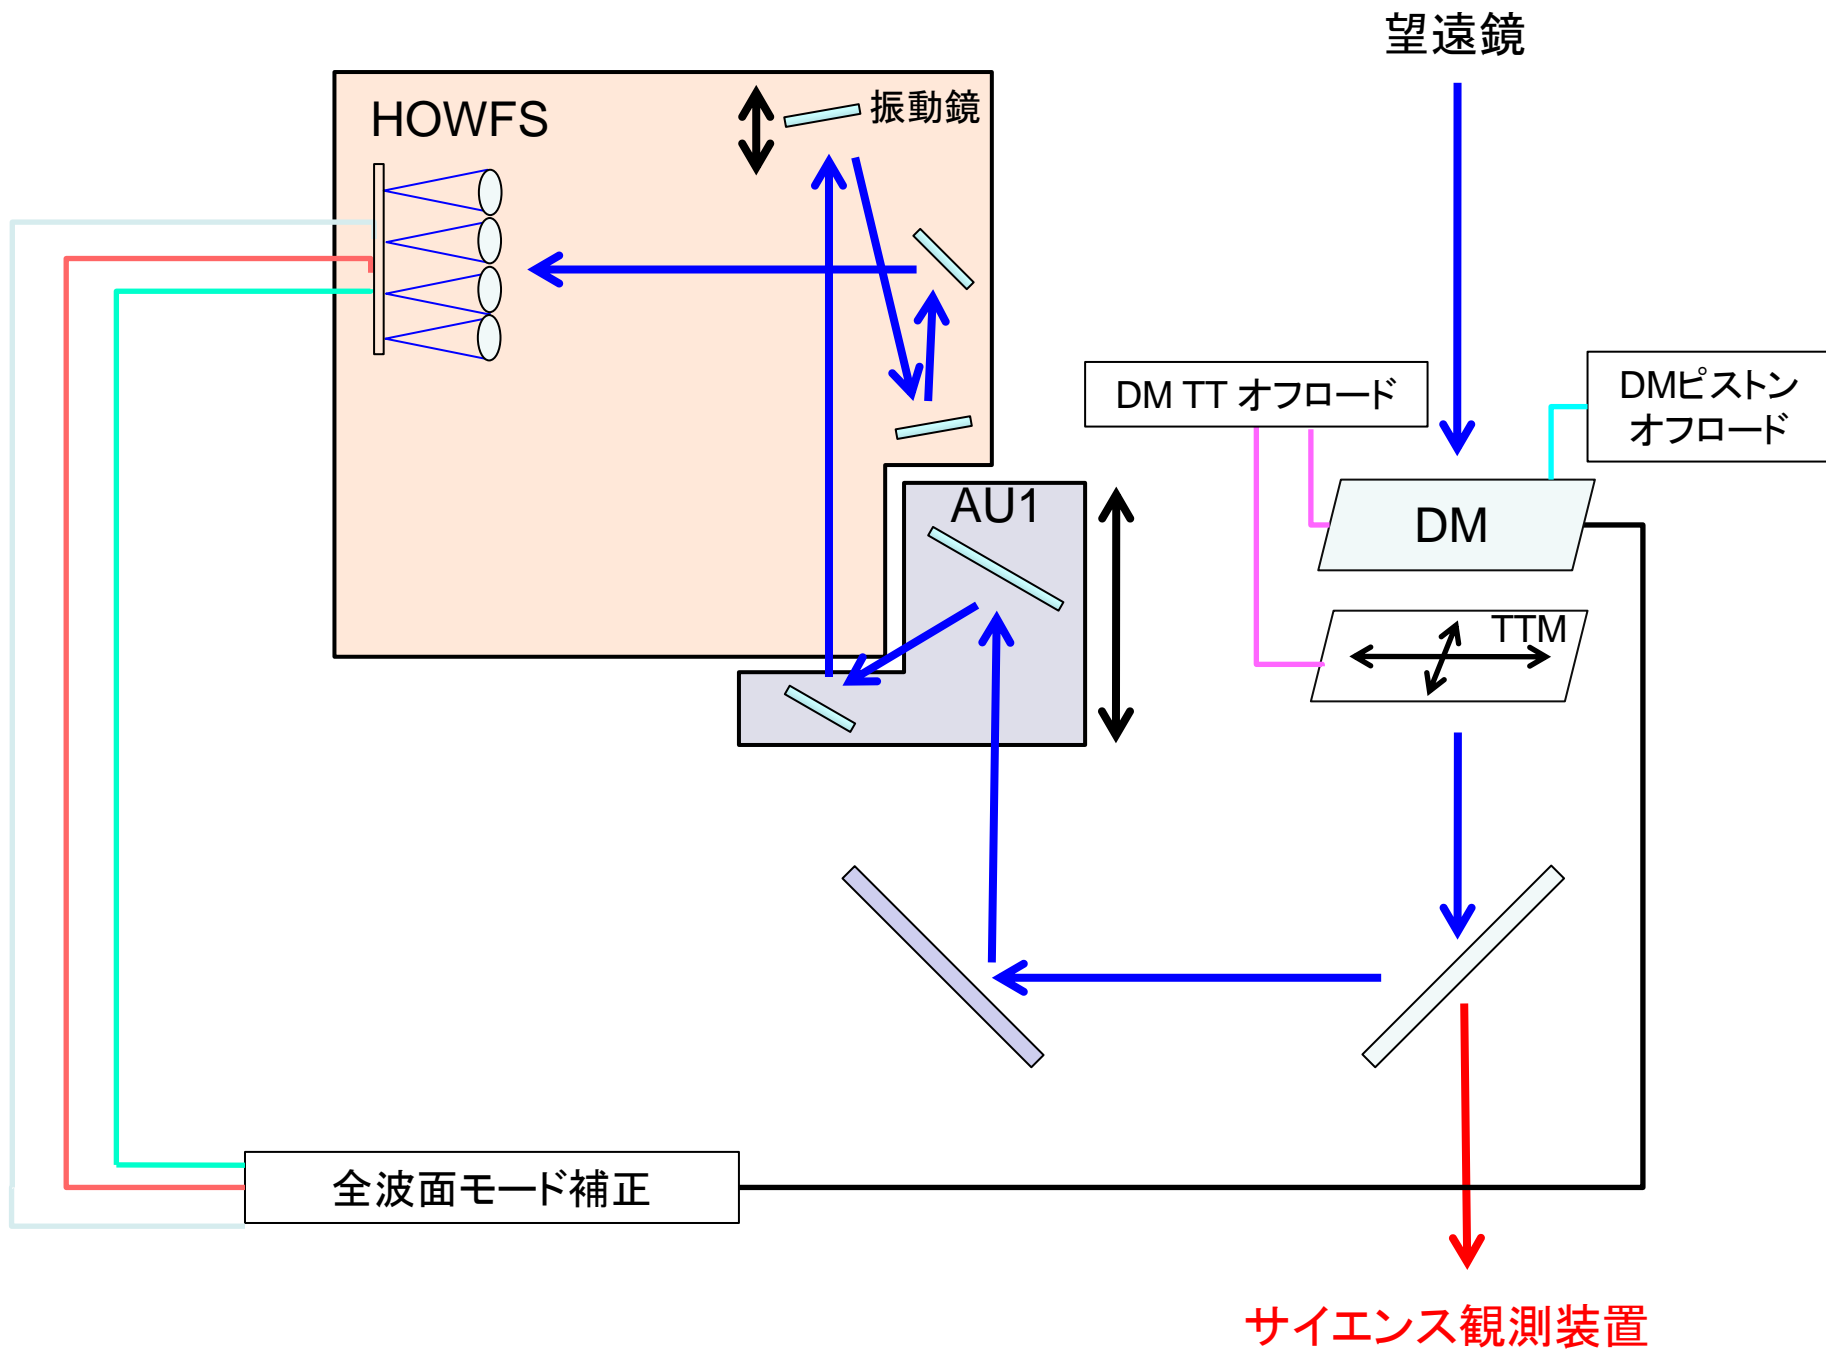 望遠鏡
HOWFS
振動鏡
DM TT オフロード
DMピストン
オフロード
AU1
DM
TTM
全波面モード補正
サイエンス観測装置